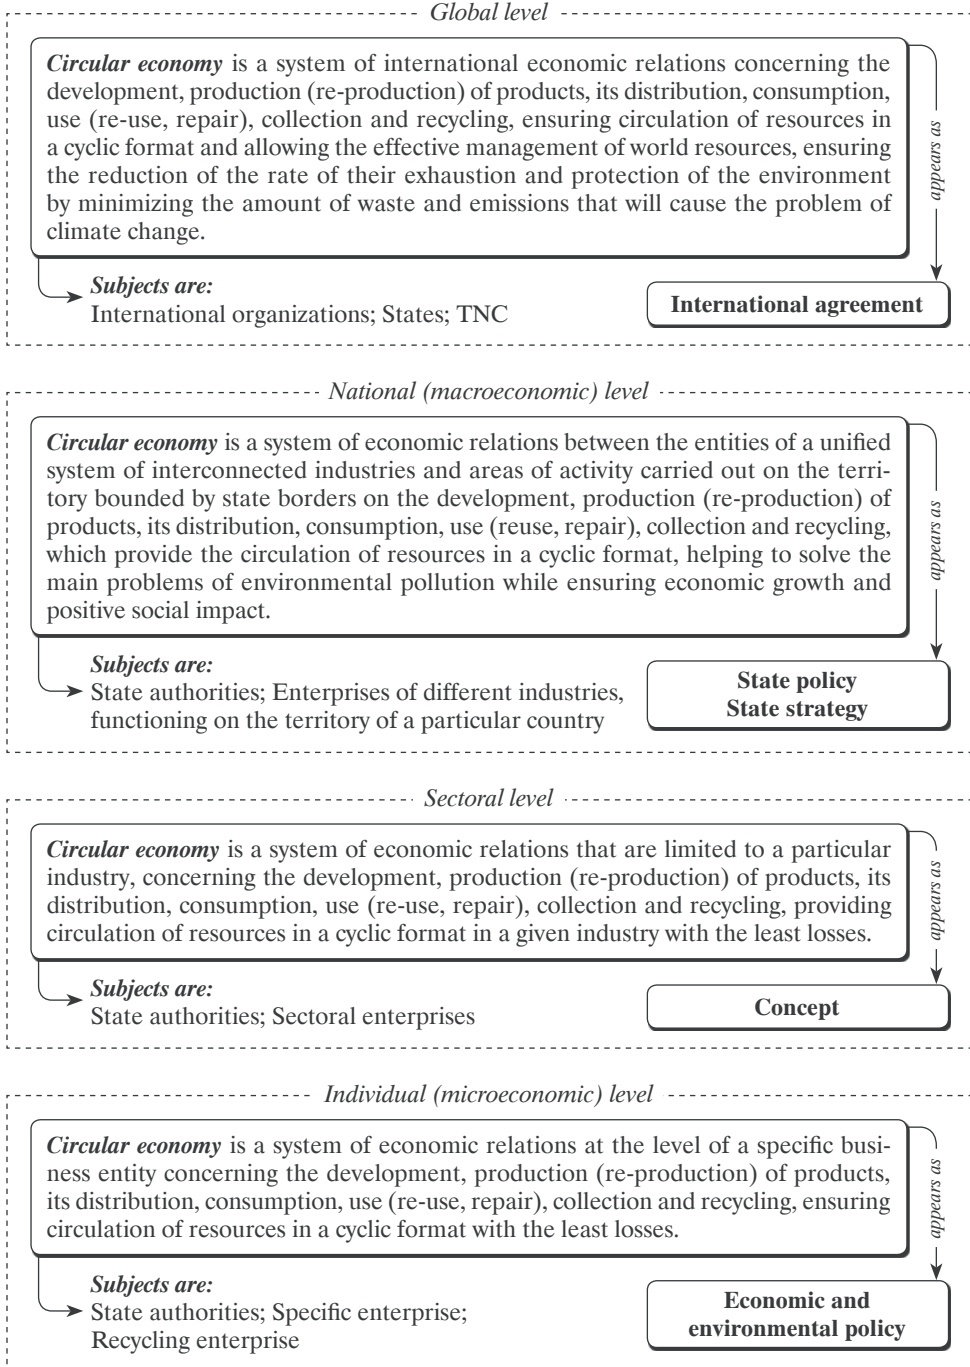 Global level
Circular economy is a system of international economic relations concerning the
development, production (re-production) of products, its distribution, consumption,
use (re-use, repair), collection and recycling, ensuring circulation of resources in
a cyclic format and allowing the effective management of world resources, ensuring
the reduction of the rate of their exhaustion and protection of the environment
by minimizing the amount of waste and emissions that will cause the problem of
climate change.
appears as
Subjects are:
International organizations; States; TNC
International agreement
National (macroeconomic) level
Circular economy is a system of economic relations between the entities of a unified
system of interconnected industries and areas of activity carried out on the terri-
tory bounded by state borders on the development, production (re-production) of
products, its distribution, consumption, use (reuse, repair), collection and recycling,
which provide the circulation of resources in a cyclic format, helping to solve the
main problems of environmental pollution while ensuring economic growth and
positive social impact.
appears as
Subjects are:
State authorities; Enterprises of different industries,
functioning on the territory of a particular country
State policy
State strategy
Sectoral level
Circular economy is a system of economic relations that are limited to a particular
industry, concerning the development, production (re-production) of products, its
distribution, consumption, use (re-use, repair), collection and recycling, providing
circulation of resources in a cyclic format in a given industry with the least losses.
appears as
Subjects are:
State authorities; Sectoral enterprises
Concept
Individual (microeconomic) level
Circular economy is a system of economic relations at the level of a specific busi-
ness entity concerning the development, production (re-production) of products,
its distribution, consumption, use (re-use, repair), collection and recycling, ensuring
circulation of resources in a cyclic format with the least losses.
appears as
Subjects are:
State authorities; Specific enterprise;
Recycling enterprise
Economic and
environmental policy